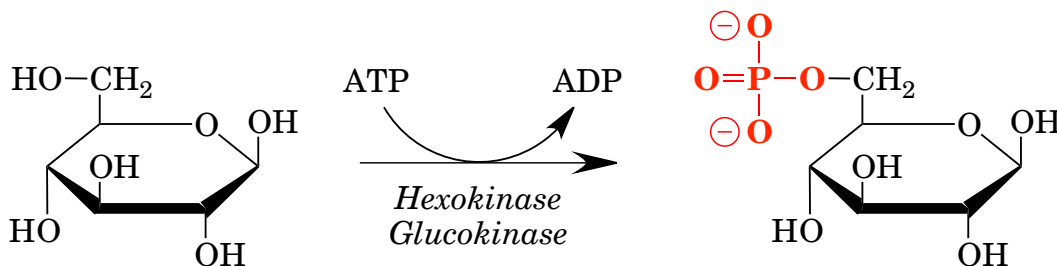 HO–CH₂
O
OH
OH
HO
OH
ATP
ADP
Hexokinase
Glucokinase
⊖ O
O=P–O–CH₂
⊖ O
O
OH
OH
HO
OH